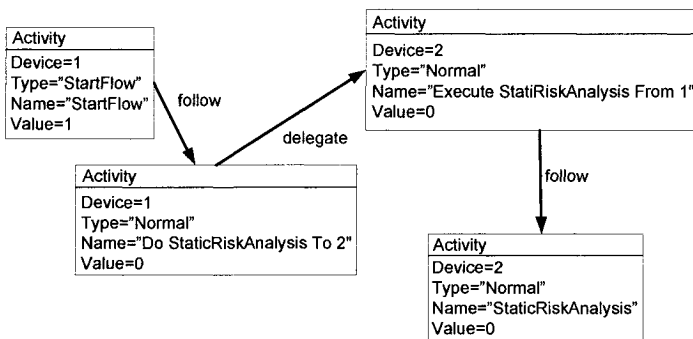 Activity
Device=1
Type="StartFlow"
Name="StartFlow"
Value=1
follow
Activity
Device=1
Type="Normal"
Name="Do StaticRiskAnalysis To 2"
Value=0
delegate
Activity
Device=2
Type="Normal"
Name="Execute StatiRiskAnalysis From 1"
Value=0
follow
Activity
Device=2
Type="Normal"
Name="StaticRiskAnalysis"
Value=0